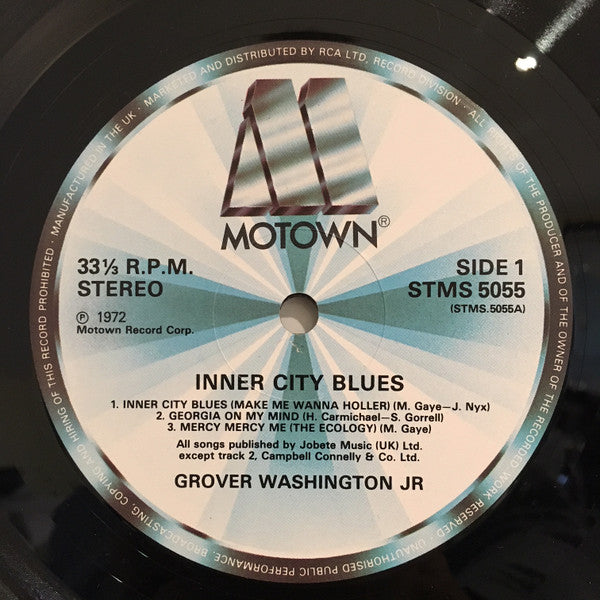 MANUFACTURED IN THE UK · MARKETED AND DISTRIBUTED BY RCA LTD, RECORD DIVISION · ALL RIGHTS OF THE PRODUCER AND OF THE OWNER OF THE RECORDED WORK RESERVED · UNAUTHORISED PUBLIC PERFORMANCE, BROADCASTING, COPYING AND HIRING OF THIS RECORD PROHIBITED ·
M
MOTOWN®
33⅓ R.P.M.
STEREO
℗ 1972
Motown Record Corp.
SIDE 1
STMS 5055
(STMS.5055A)
INNER CITY BLUES
1. INNER CITY BLUES (MAKE ME WANNA HOLLER) (M. Gaye—J. Nyx)
2. GEORGIA ON MY MIND (H. Carmichael—S. Gorrell)
3. MERCY MERCY ME (THE ECOLOGY) (M. Gaye)
All songs published by Jobete Music (UK) Ltd.
except track 2, Campbell Connelly & Co. Ltd.
GROVER WASHINGTON JR